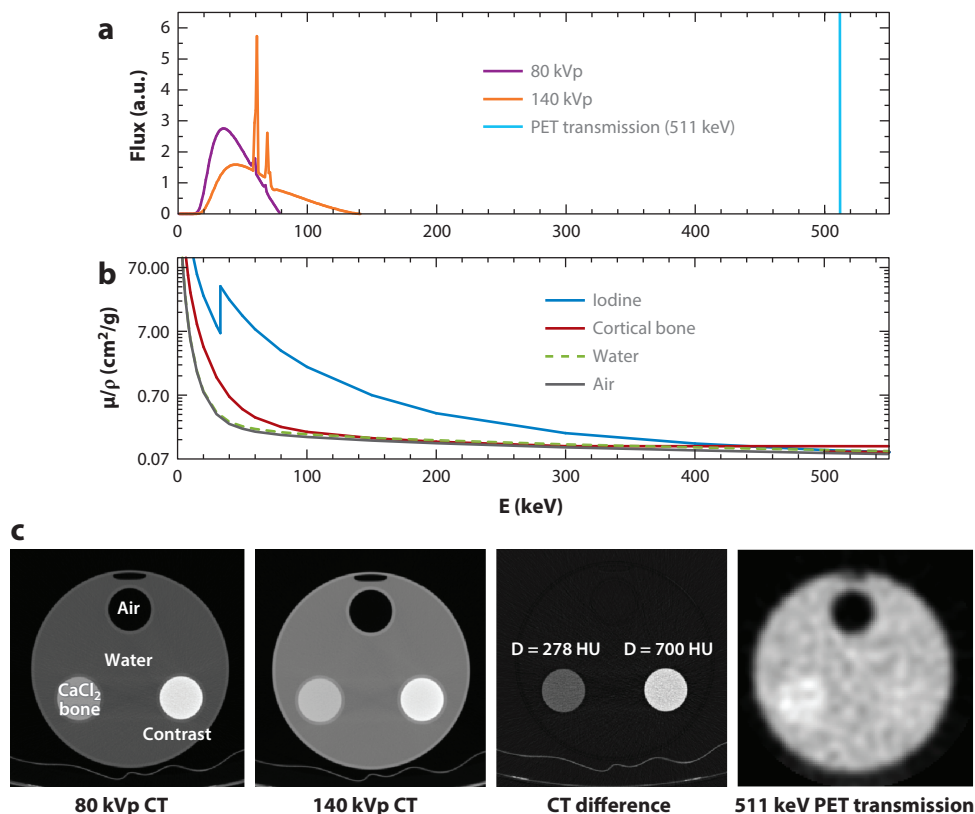 a
Flux (a.u.)
6
5
4
3
2
1
0
80 kVp
140 kVp
PET transmission (511 keV)
0 100 200 300 400 500
b
μ/ρ (cm²/g)
70.00
7.00
0.70
0.07
Iodine
Cortical bone
Water
Air
0 100 200 300 400 500
E (keV)
c
Air
Water
CaCl₂
bone
Contrast
D = 278 HU D = 700 HU
80 kVp CT 140 kVp CT CT difference 511 keV PET transmission